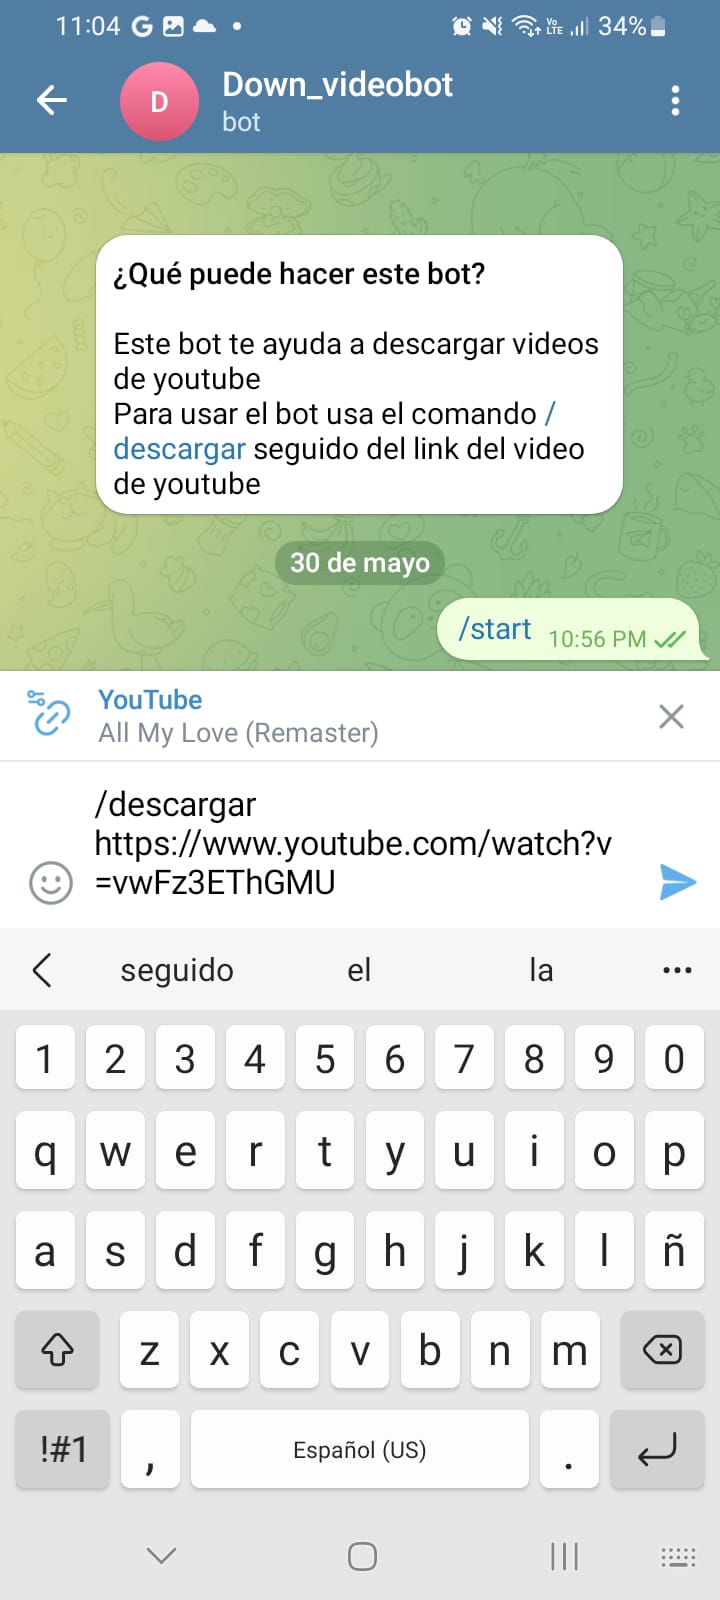 11:04 G 34%
Vo
LTE
D
Down_videobot
bot
¿Qué puede hacer este bot?
Este bot te ayuda a descargar videos
de youtube
Para usar el bot usa el comando /
descargar seguido del link del video
de youtube
30 de mayo
/start 10:56 PM
YouTube
All My Love (Remaster)
/descargar
https://www.youtube.com/watch?v
=vwFz3EThGMU
seguido el la
1 2 3 4 5 6 7 8 9 0
q w e r t y u i o p
a s d f g h j k l ñ
z x c v b n m
!#1 , Español (US) .